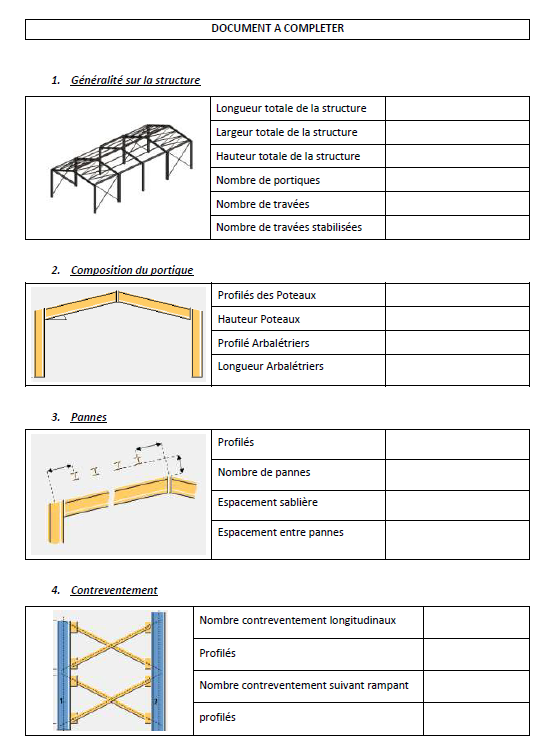 DOCUMENT A COMPLETER
1. Généralité sur la structure
Longueur totale de la structure
Largeur totale de la structure
Hauteur totale de la structure
Nombre de portiques
Nombre de travées
Nombre de travées stabilisées
2. Composition du portique
Profilés des Poteaux
Hauteur Poteaux
Profilé Arbalétriers
Longueur Arbalétriers
3. Pannes
Profilés
Nombre de pannes
Espacement sablière
Espacement entre pannes
4. Contreventement
Nombre contreventement longitudinaux
Profilés
Nombre contreventement suivant rampant
profilés